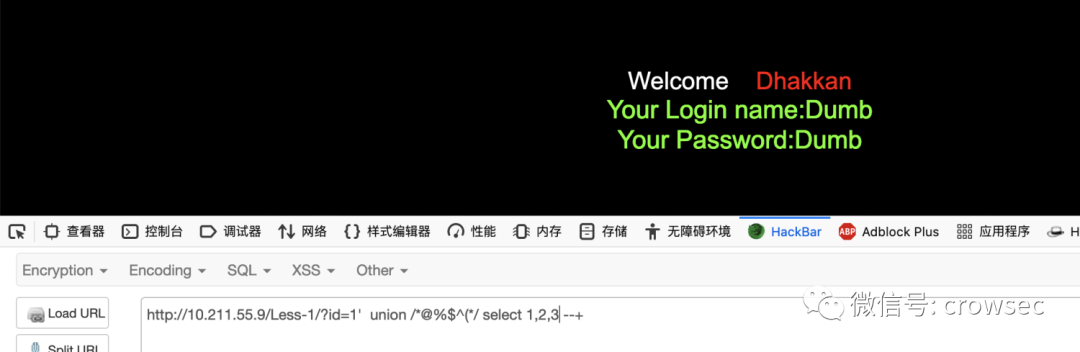 Welcome Dhakkan
Your Login name:Dumb
Your Password:Dumb
查看器 控制台 调试器 网络 样式编辑器 性能 内存 存储 无障碍环境 HackBar ABP Adblock Plus 应用程序 H
Encryption Encoding SQL XSS Other
Load URL http://10.211.55.9/Less-1/?id=1'  union /*@%$^(*/ select 1,2,3 --+
微信号: crowsec
Split URL